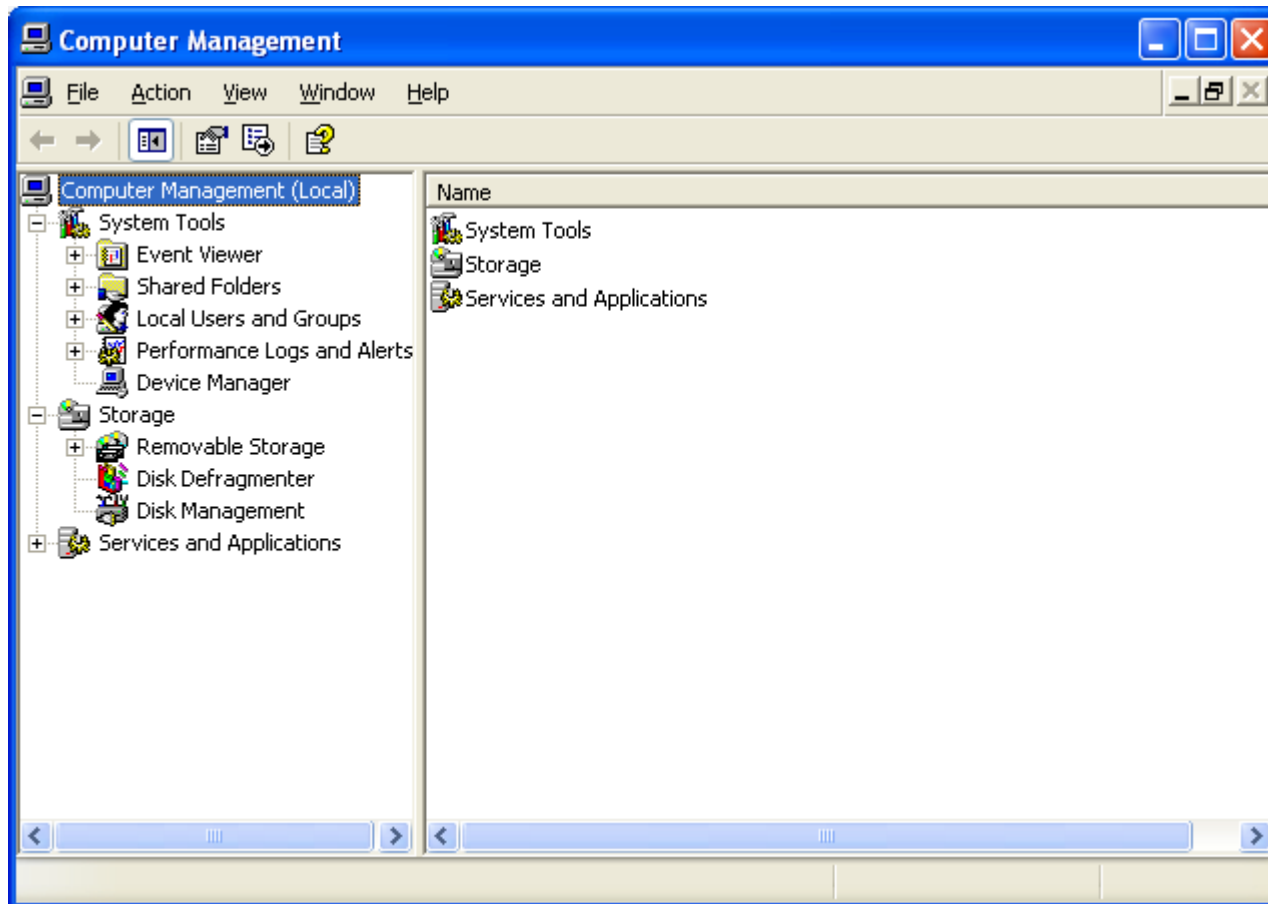 Computer Management
File Action View Window Help
Computer Management (Local)
System Tools
Event Viewer
Shared Folders
Local Users and Groups
Performance Logs and Alerts
Device Manager
Storage
Removable Storage
Disk Defragmenter
Disk Management
Services and Applications
Name
System Tools
Storage
Services and Applications